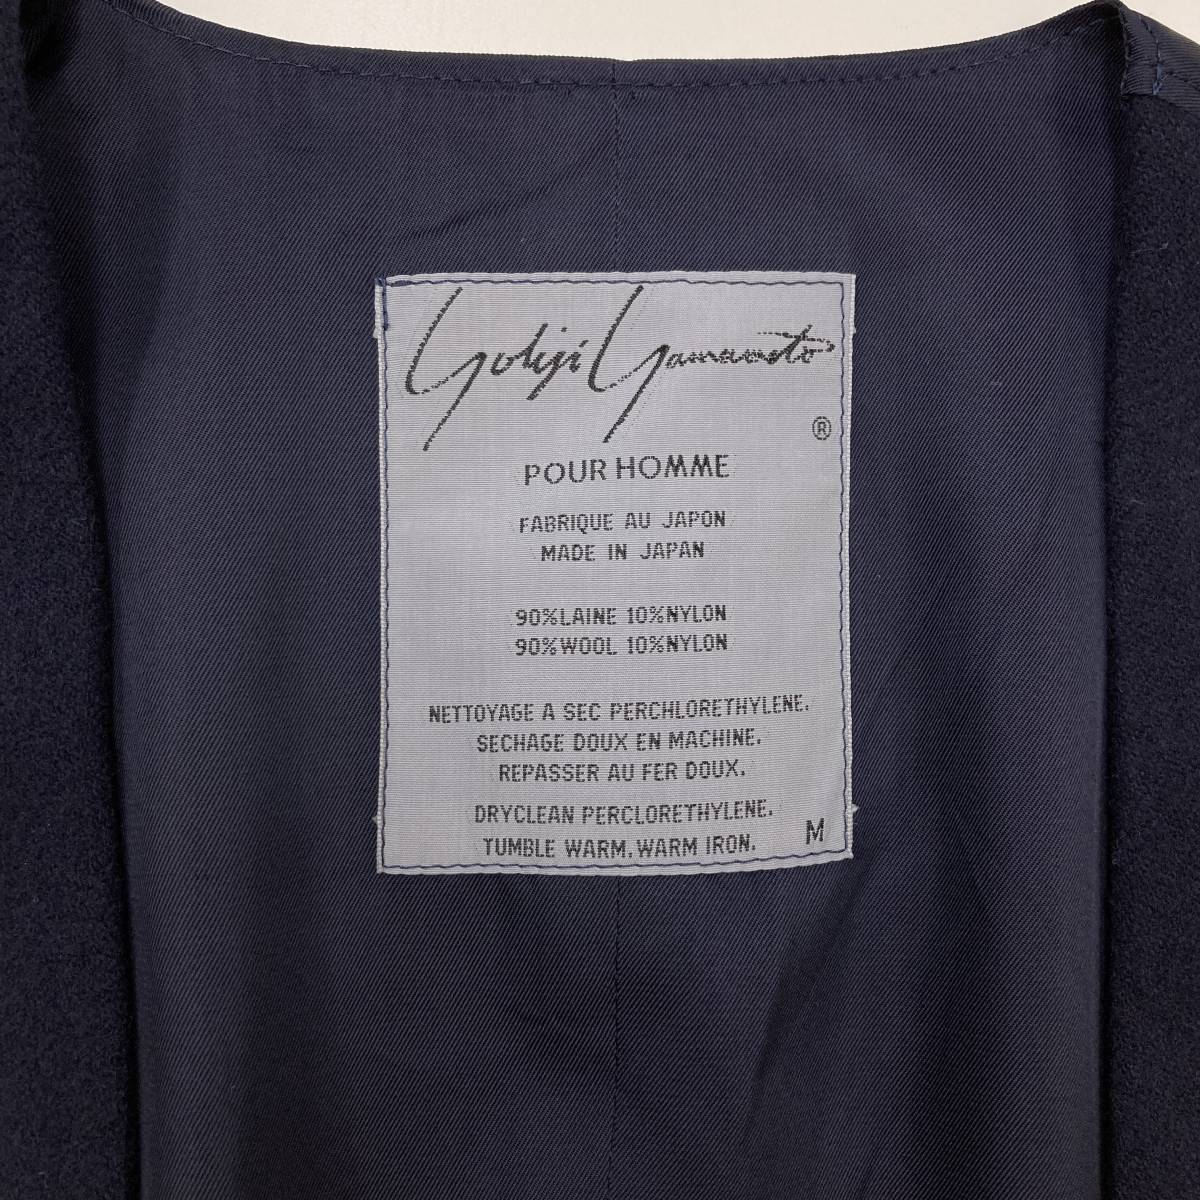 Yohji Yamamoto
®
POUR HOMME
FABRIQUE AU JAPON
MADE IN JAPAN
90%LAINE 10%NYLON
90%WOOL 10%NYLON
NETTOYAGE A SEC PERCHLORETHYLENE.
SECHAGE DOUX EN MACHINE.
REPASSER AU FER DOUX.
DRYCLEAN PERCLORETHYLENE.
TUMBLE WARM. WARM IRON.
M